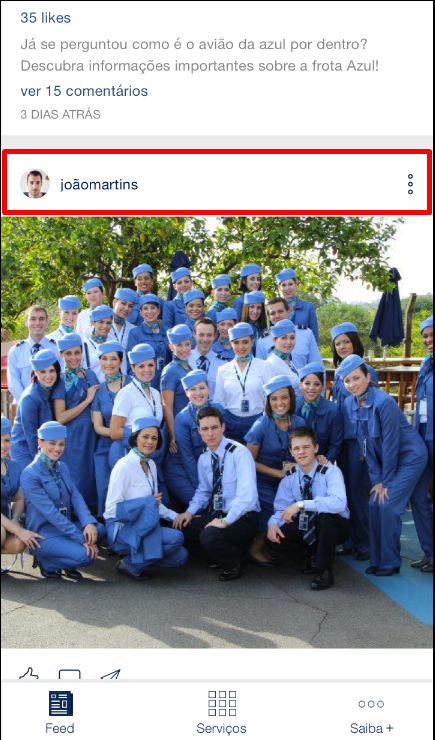 35 likes
Já se perguntou como é o avião da azul por dentro?
Descubra informações importantes sobre a frota Azul!
ver 15 comentários
3 DIAS ATRÁS
joãomartins
Feed
Serviços
Saiba +